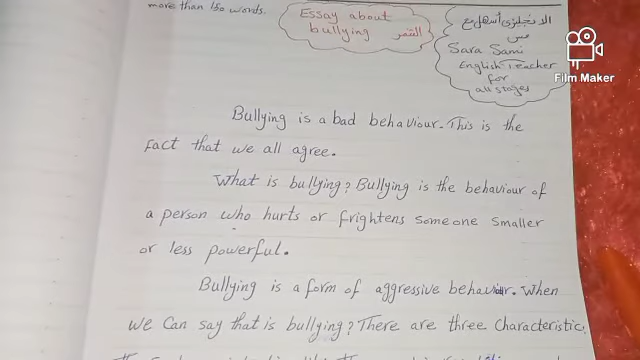 more than 150 words.
Essay about
bullying التنمر
الانجليزى أسهل مع
مس
Sara Sami
English Teacher
for
all stages
Film Maker
Bullying is a bad behaviour. This is the
fact that we all agree.
What is bullying? Bullying is the behaviour of
a person who hurts or frightens someone smaller
or less powerful.
Bullying is a form of aggressive behavior. When
we can say that is bullying? There are three characteristic